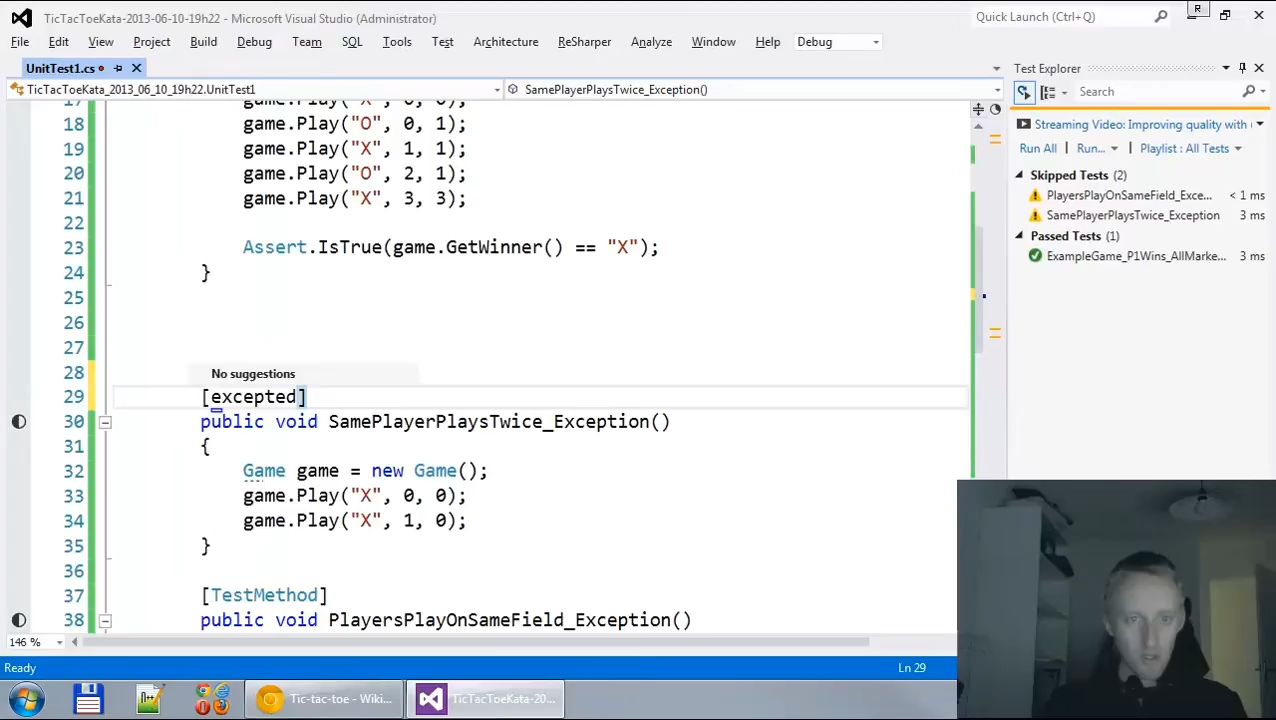 TicTacToeKata-2013-06-10-19h22 - Microsoft Visual Studio (Administrator)
Quick Launch (Ctrl+Q)
R
File Edit View Project Build Debug Team SQL Tools Test Architecture ReSharper Analyze Window Help Debug
UnitTest1.cs
Test Explorer
TicTacToeKata_2013_06_10_19h22.UnitTest1
SamePlayerPlaysTwice_Exception()
Search
Streaming Video: Improving quality with
Run All | Run... | Playlist : All Tests
Skipped Tests (2)
PlayersPlayOnSameField_Exce... < 1 ms
SamePlayerPlaysTwice_Exception 3 ms
Passed Tests (1)
ExampleGame_P1Wins_AllMarke... 3 ms
17 game.Play("X", 0, 0);
18 game.Play("O", 0, 1);
19 game.Play("X", 1, 1);
20 game.Play("O", 2, 1);
21 game.Play("X", 3, 3);
22
23 Assert.IsTrue(game.GetWinner() == "X");
24 }
25
26
27
28
No suggestions
29 [excepted]
30 public void SamePlayerPlaysTwice_Exception()
31 {
32 Game game = new Game();
33 game.Play("X", 0, 0);
34 game.Play("X", 1, 0);
35 }
36
37 [TestMethod]
38 public void PlayersPlayOnSameField_Exception()
146 %
Ready
Ln 29
Tic-tac-toe - Wiki...
TicTacToeKata-20...